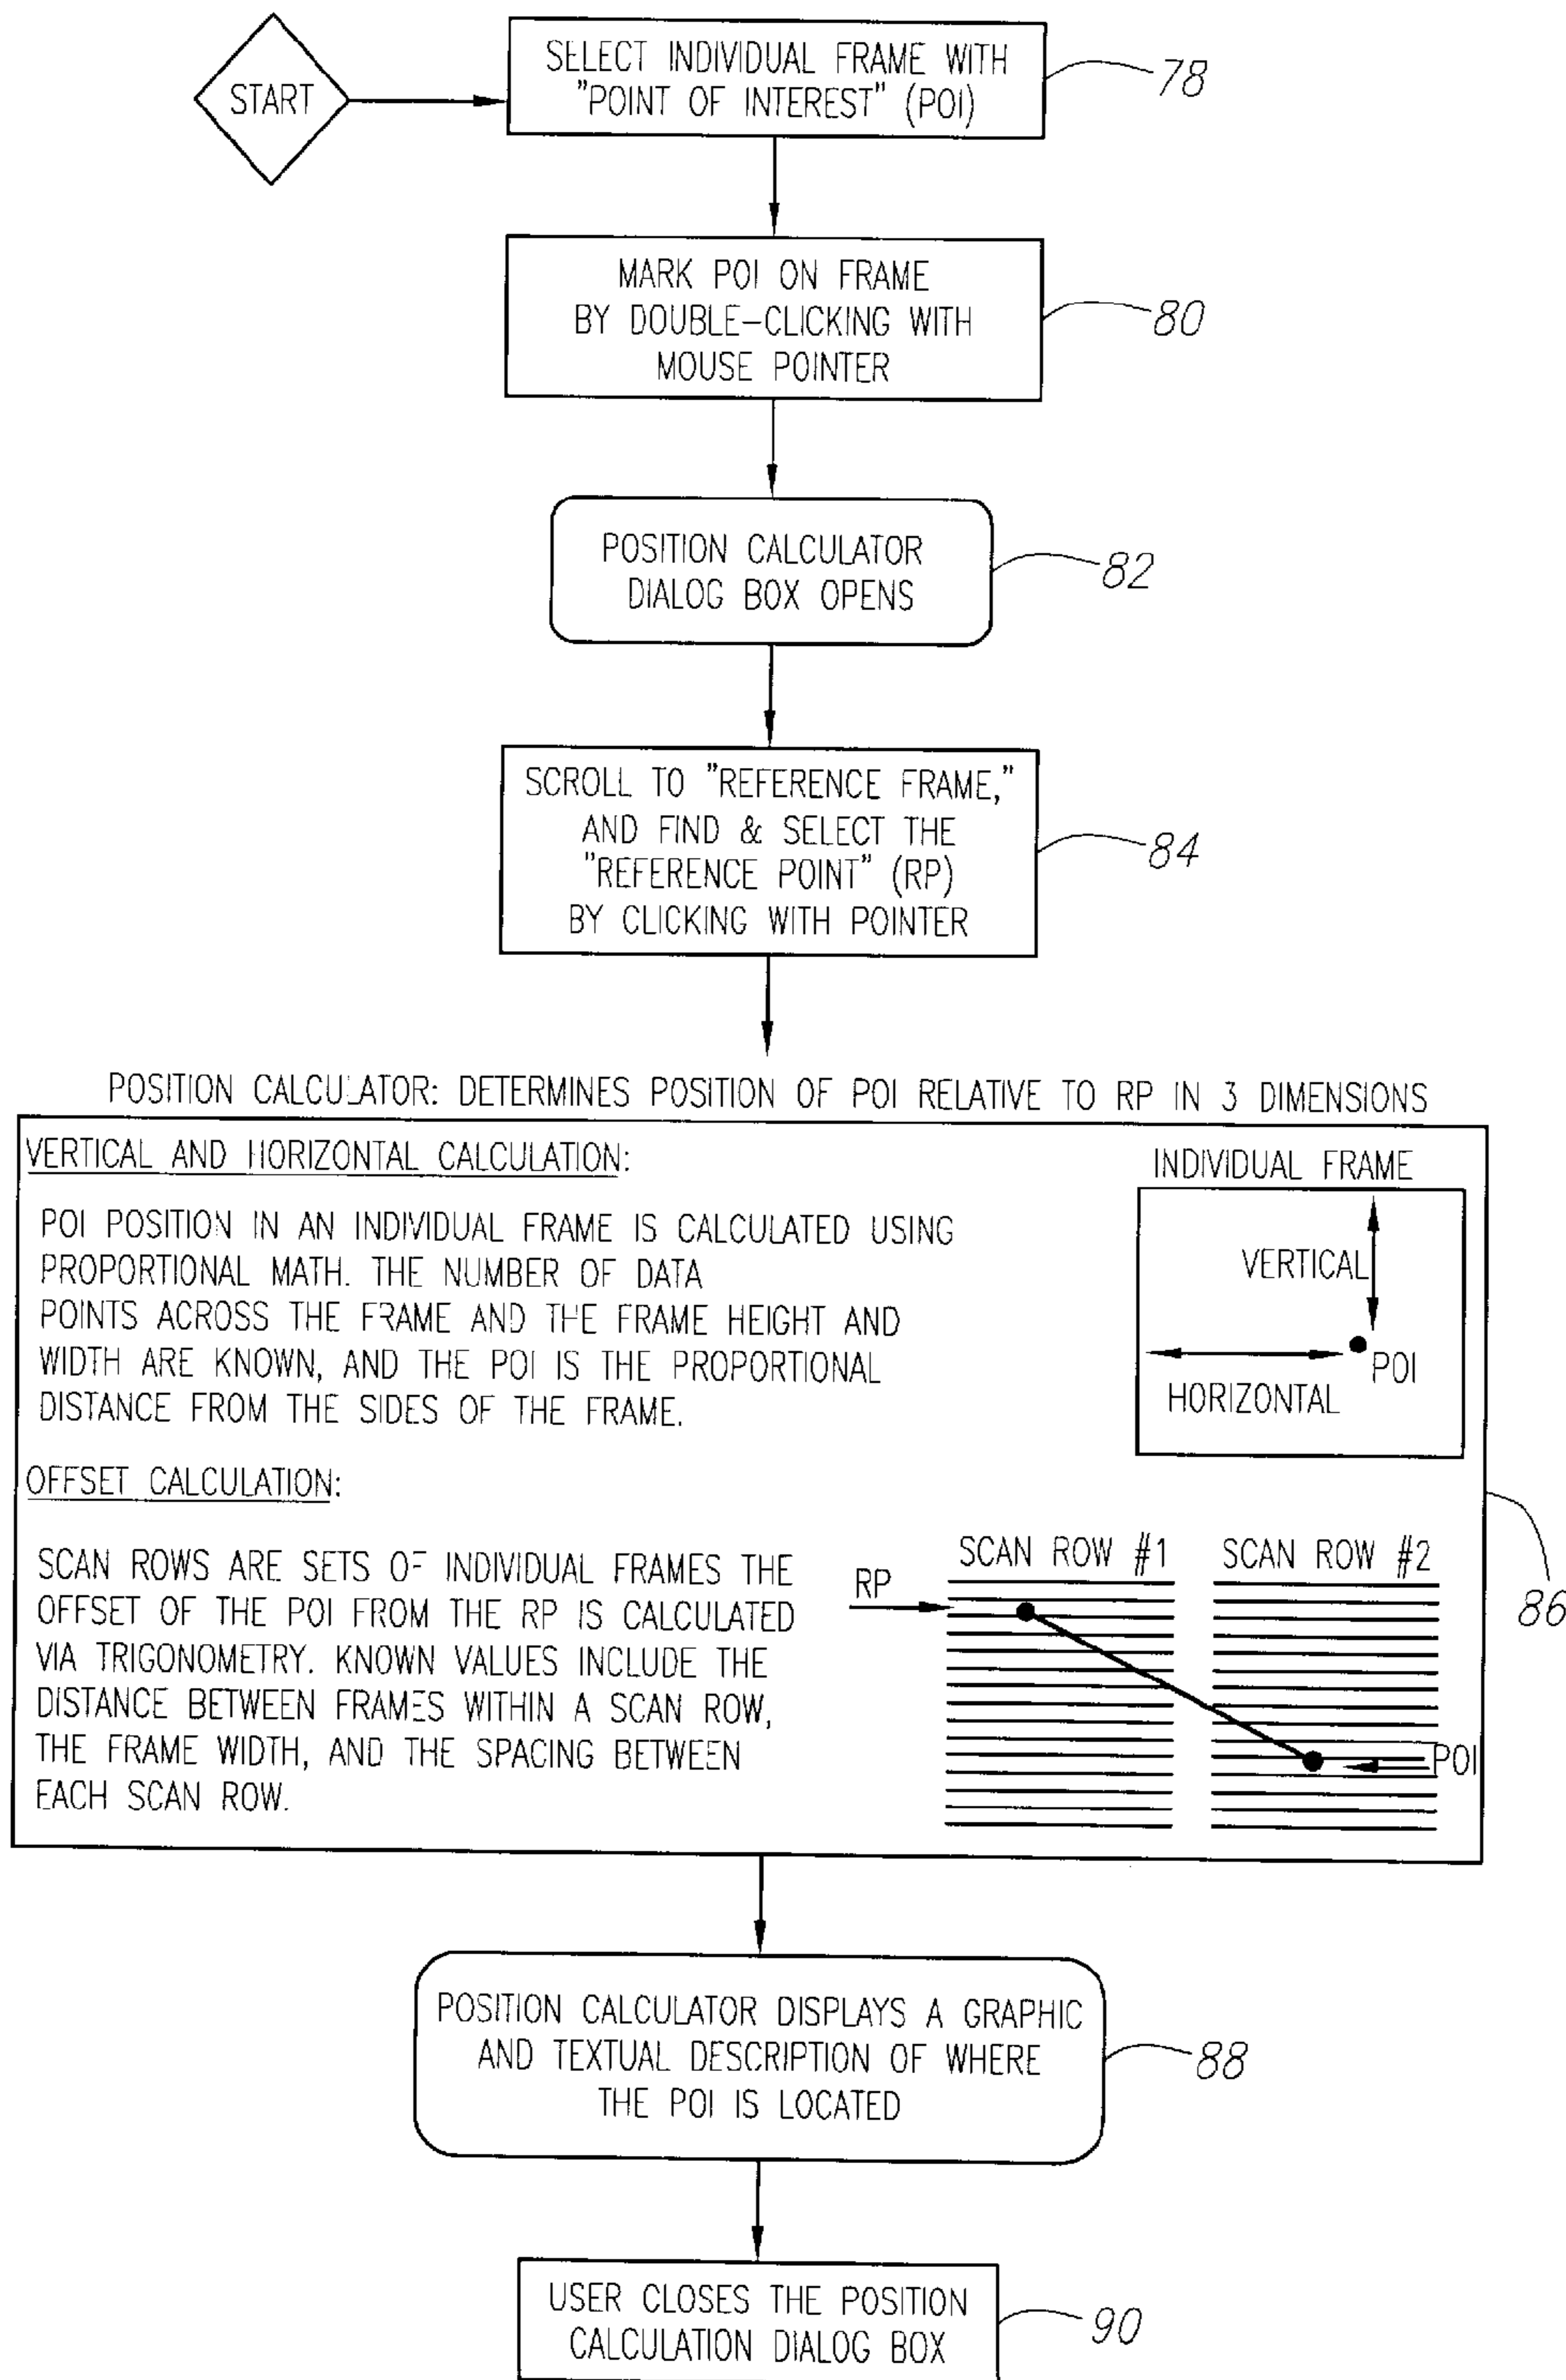 START
SELECT INDIVIDUAL FRAME WITH
"POINT OF INTEREST" (POI)
78
MARK POI ON FRAME
BY DOUBLE-CLICKING WITH
MOUSE POINTER
80
POSITION CALCULATOR
DIALOG BOX OPENS
82
SCROLL TO "REFERENCE FRAME,"
AND FIND & SELECT THE
"REFERENCE POINT" (RP)
BY CLICKING WITH POINTER
84
POSITION CALCULATOR: DETERMINES POSITION OF POI RELATIVE TO RP IN 3 DIMENSIONS
VERTICAL AND HORIZONTAL CALCULATION:
POI POSITION IN AN INDIVIDUAL FRAME IS CALCULATED USING
PROPORTIONAL MATH. THE NUMBER OF DATA
POINTS ACROSS THE FRAME AND THE FRAME HEIGHT AND
WIDTH ARE KNOWN, AND THE POI IS THE PROPORTIONAL
DISTANCE FROM THE SIDES OF THE FRAME.
INDIVIDUAL FRAME
VERTICAL
POI
HORIZONTAL
OFFSET CALCULATION:
SCAN ROWS ARE SETS OF INDIVIDUAL FRAMES THE
OFFSET OF THE POI FROM THE RP IS CALCULATED
VIA TRIGONOMETRY. KNOWN VALUES INCLUDE THE
DISTANCE BETWEEN FRAMES WITHIN A SCAN ROW,
THE FRAME WIDTH, AND THE SPACING BETWEEN
EACH SCAN ROW.
SCAN ROW #1
SCAN ROW #2
RP
POI
86
POSITION CALCULATOR DISPLAYS A GRAPHIC
AND TEXTUAL DESCRIPTION OF WHERE
THE POI IS LOCATED
88
USER CLOSES THE POSITION
CALCULATION DIALOG BOX
90